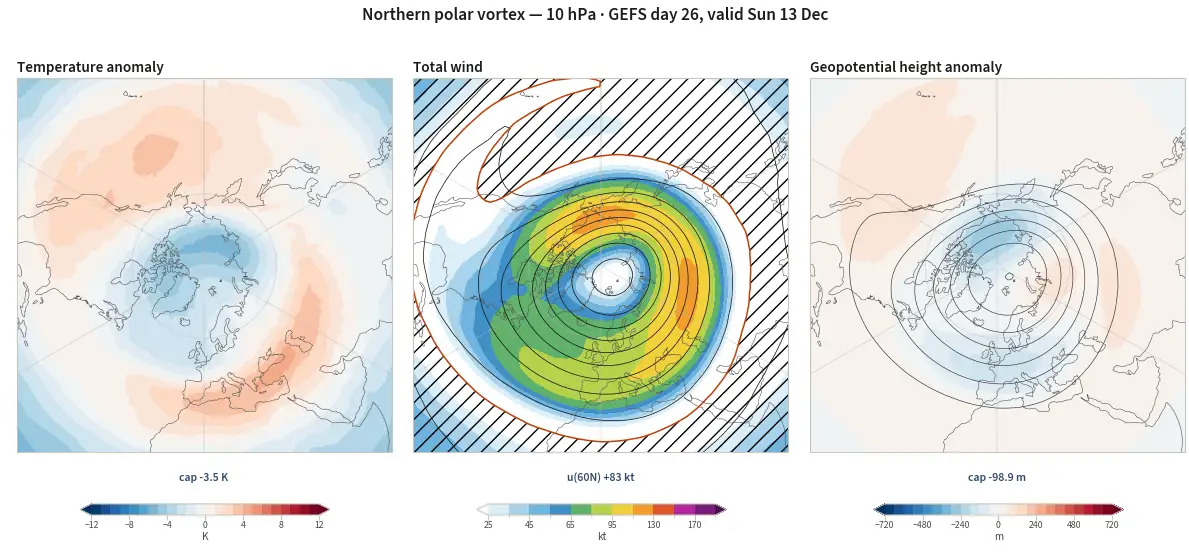 Northern polar vortex — 10 hPa · GEFS day 26, valid Sun 13 Dec
Temperature anomaly
Total wind
Geopotential height anomaly
cap -3.5 K
u(60N) +83 kt
cap -98.9 m
−12 −8 −4 0 4 8 12
K
25 45 65 95 130 170
kt
−720 −480 −240 0 240 480 720
m